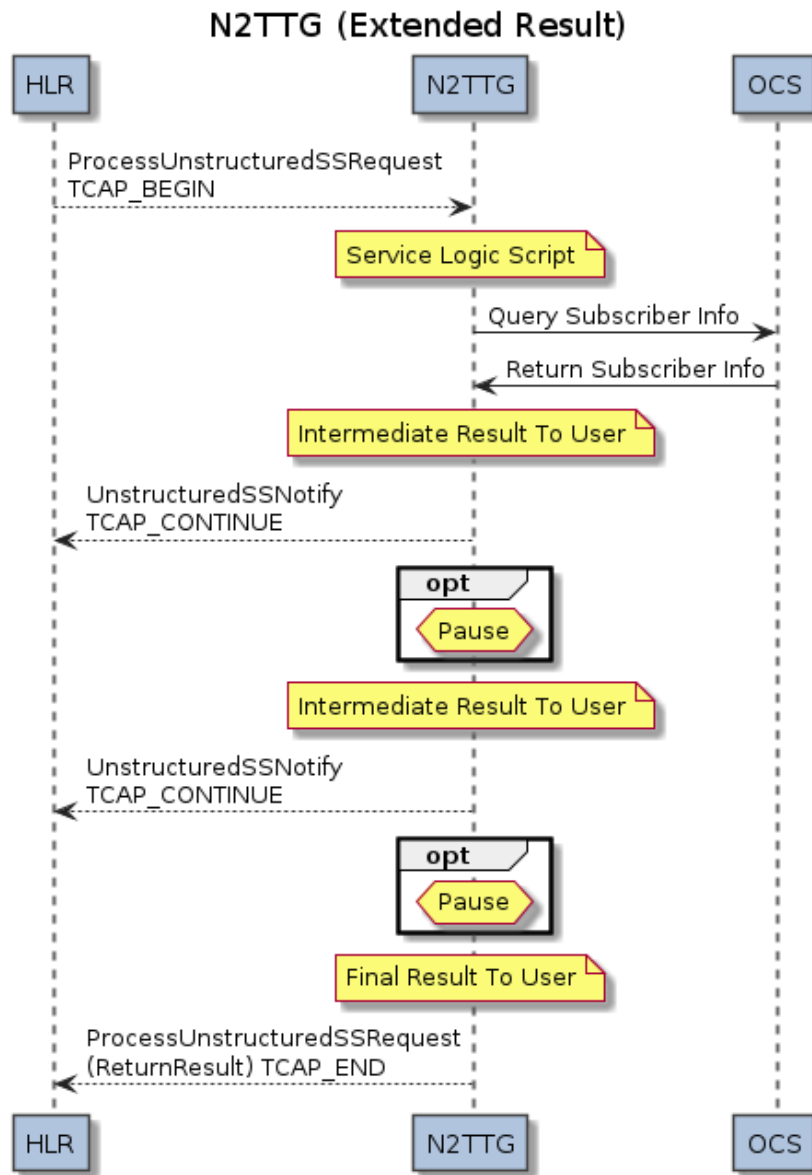 N2TTG (Extended Result)
HLR
N2TTG
OCS
ProcessUnstructuredSSRequest
TCAP_BEGIN
Service Logic Script
Query Subscriber Info
Return Subscriber Info
Intermediate Result To User
UnstructuredSSNotify
TCAP_CONTINUE
opt
Pause
Intermediate Result To User
UnstructuredSSNotify
TCAP_CONTINUE
opt
Pause
Final Result To User
ProcessUnstructuredSSRequest
(ReturnResult) TCAP_END
HLR
N2TTG
OCS